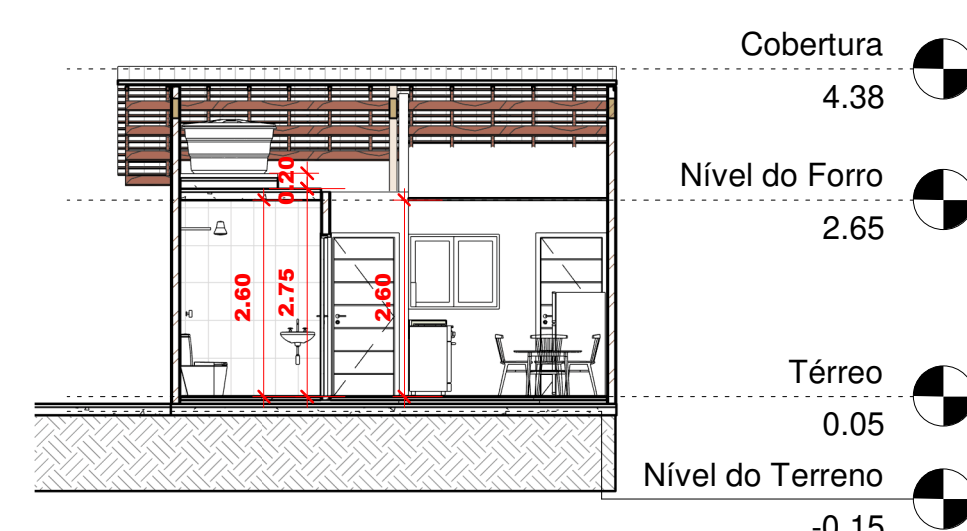 Cobertura
4.38
Nível do Forro
2.65
0.20
2.60
2.75
2.60
Térreo
0.05
Nível do Terreno
-0.15